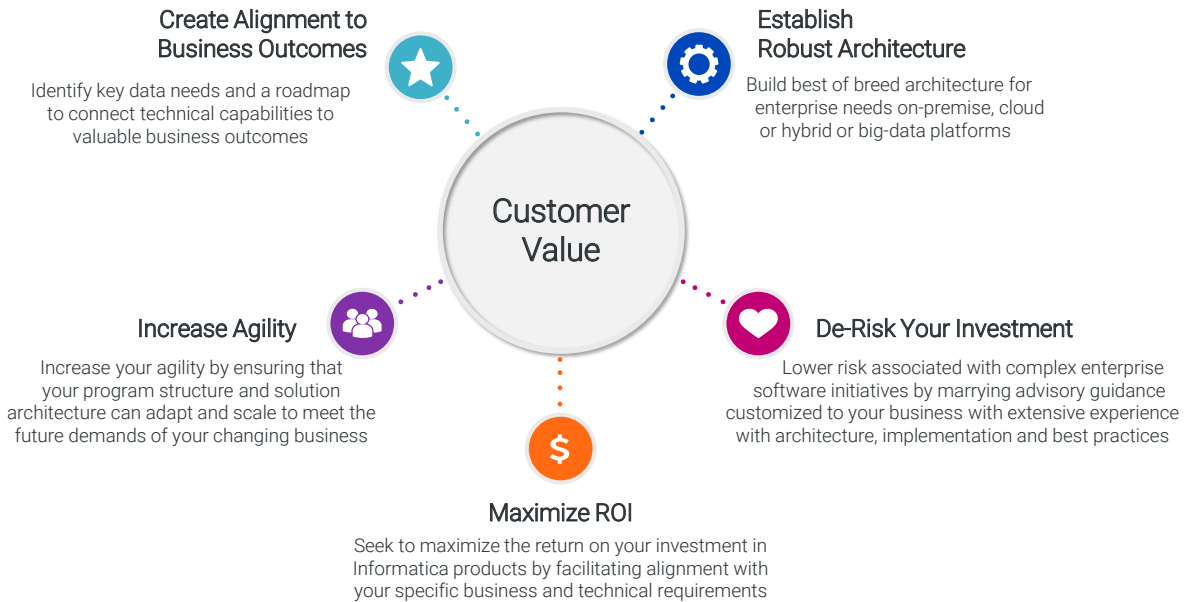 Create Alignment to
Business Outcomes
Identify key data needs and a roadmap
to connect technical capabilities to
valuable business outcomes
Establish
Robust Architecture
Build best of breed architecture for
enterprise needs on-premise, cloud
or hybrid or big-data platforms
Customer
Value
Increase Agility
Increase your agility by ensuring that
your program structure and solution
architecture can adapt and scale to meet the
future demands of your changing business
De-Risk Your Investment
Lower risk associated with complex enterprise
software initiatives by marrying advisory guidance
customized to your business with extensive experience
with architecture, implementation and best practices
$
Maximize ROI
Seek to maximize the return on your investment in
Informatica products by facilitating alignment with
your specific business and technical requirements